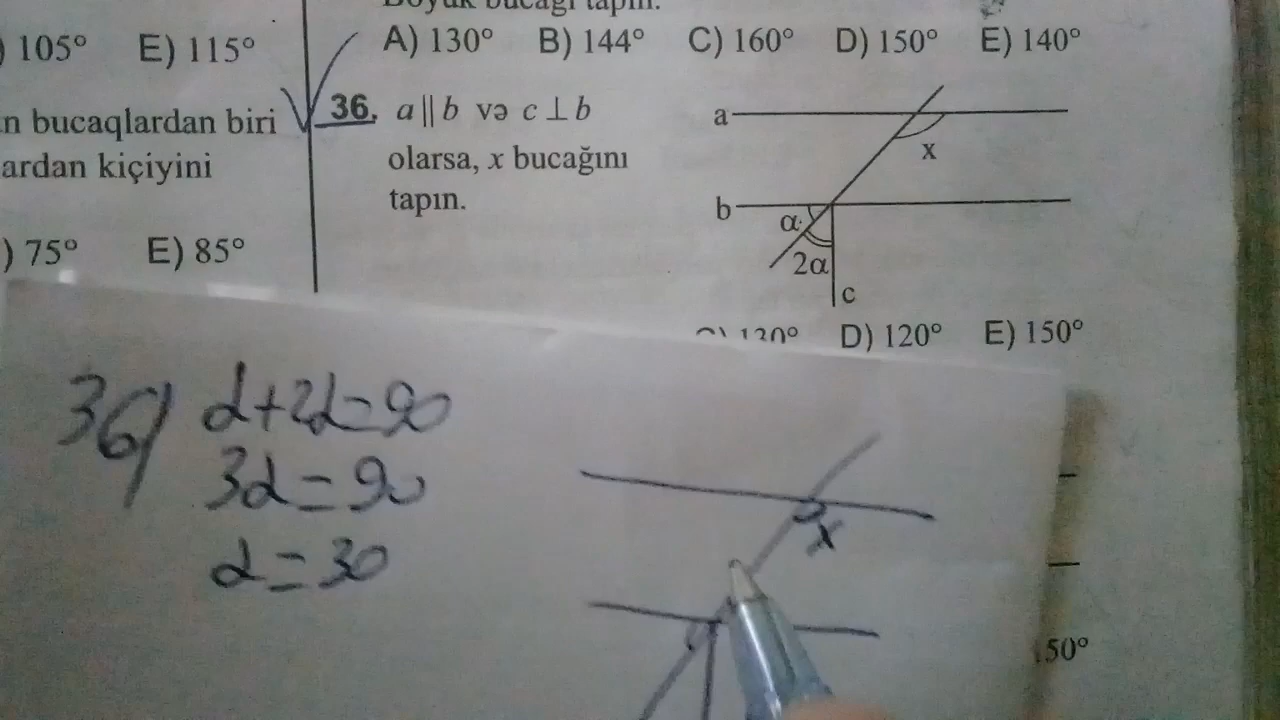 105° E) 115°
A) 130° B) 144° C) 160° D) 150° E) 140°
n bucaqlardan biri
ardan kiçiyini
75° E) 85°
36. a || b və c ⊥ b
olarsa, x bucağını
tapın.
a
x
b
α
2α
c
D) 120° E) 150°
36) α+2α=90
3α=90
α=30
x
50°